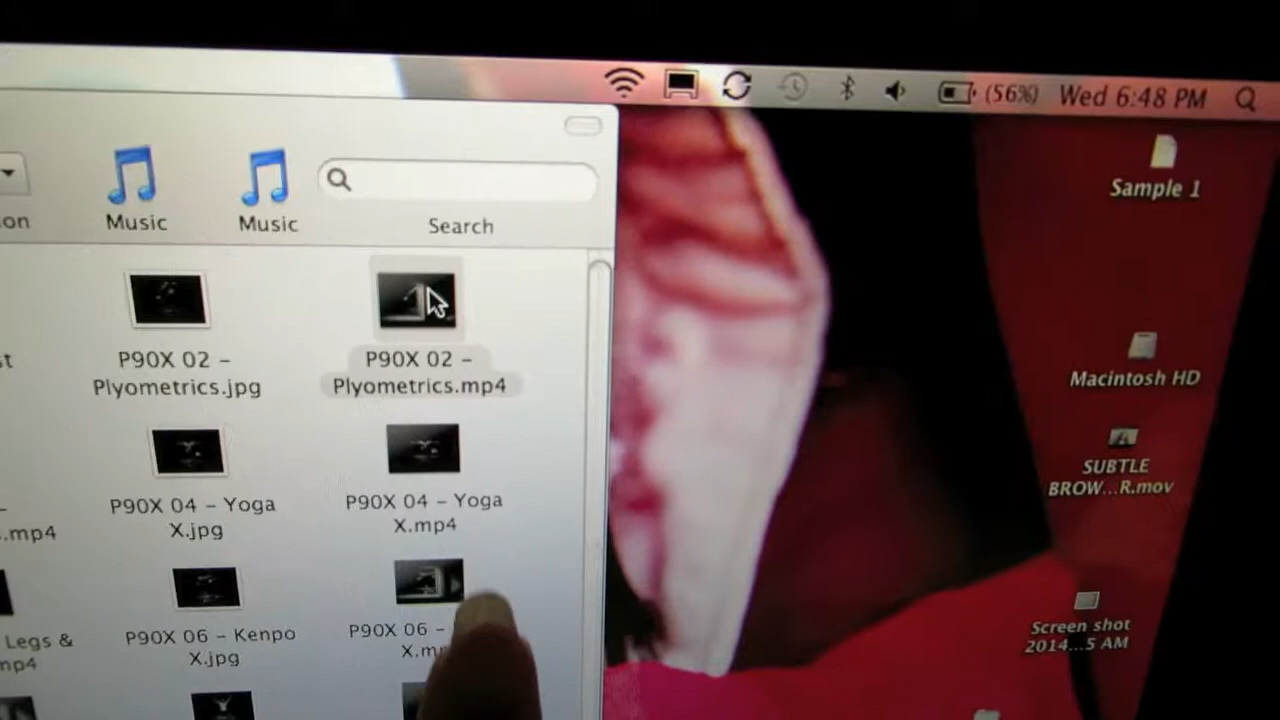 (56%) Wed 6:48 PM
on
Music
Music
Search
Sample 1
Macintosh HD
SUBTLE
BROW...R.mov
Screen shot
2014...5 AM
st
P90X 02 –
Plyometrics.jpg
P90X 02 –
Plyometrics.mp4
–
.mp4
P90X 04 – Yoga
X.jpg
P90X 04 – Yoga
X.mp4
Legs &
mp4
P90X 06 – Kenpo
X.jpg
P90X 06 –
X.m